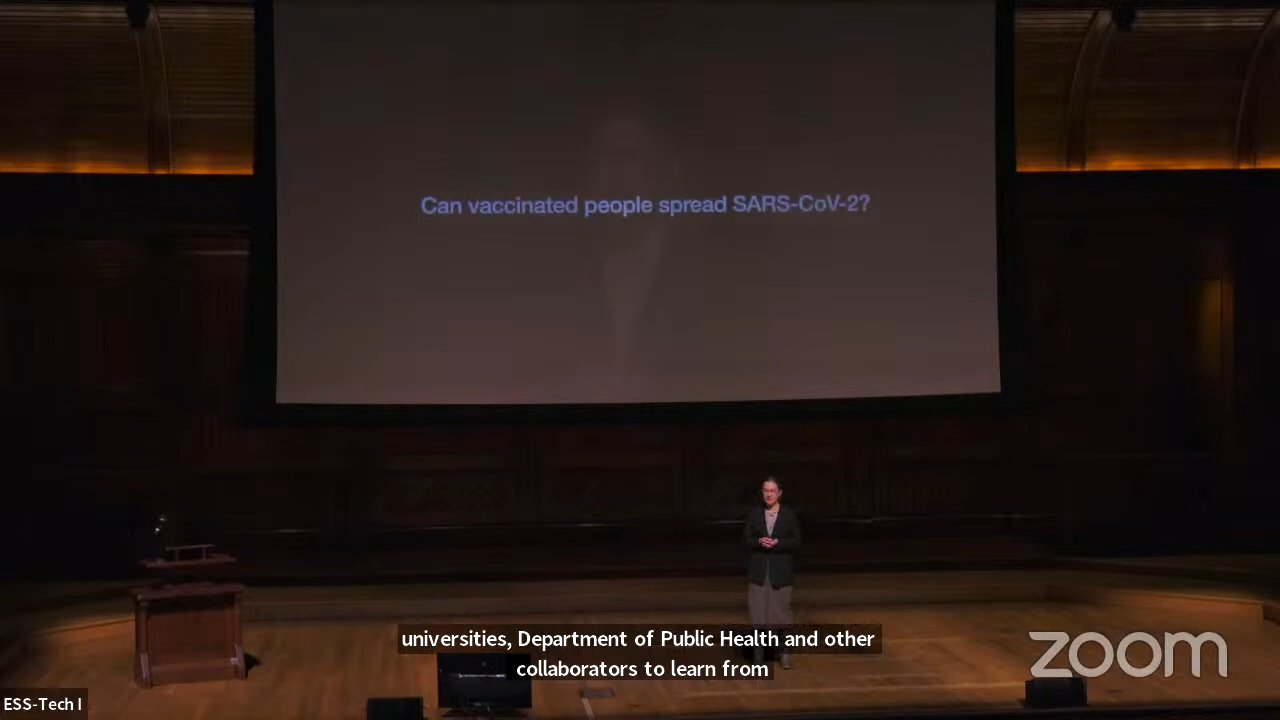 Can vaccinated people spread SARS-CoV-2?
universities, Department of Public Health and other
collaborators to learn from
zoom
ESS-Tech I